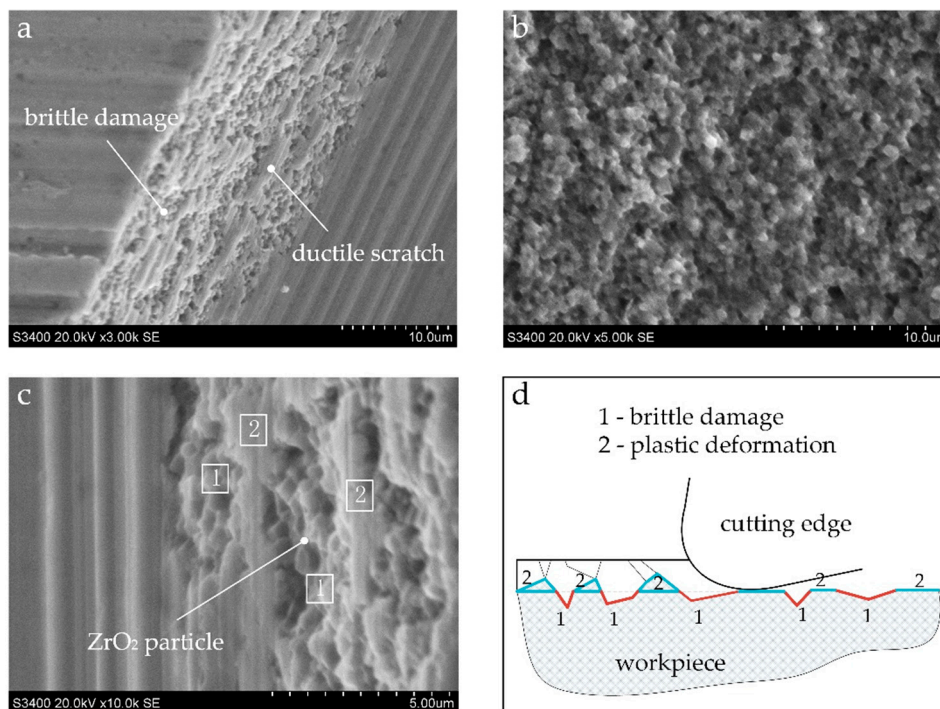 a
brittle damage
ductile scratch
S3400 20.0kV x3.00k SE
10.0um
b
S3400 20.0kV x5.00k SE
10.0um
c
2
1
2
1
ZrO₂ particle
S3400 20.0kV x10.0k SE
5.00um
d
1 - brittle damage
2 - plastic deformation
cutting edge
2 2 2 2 2
1 1 1 1 1
workpiece